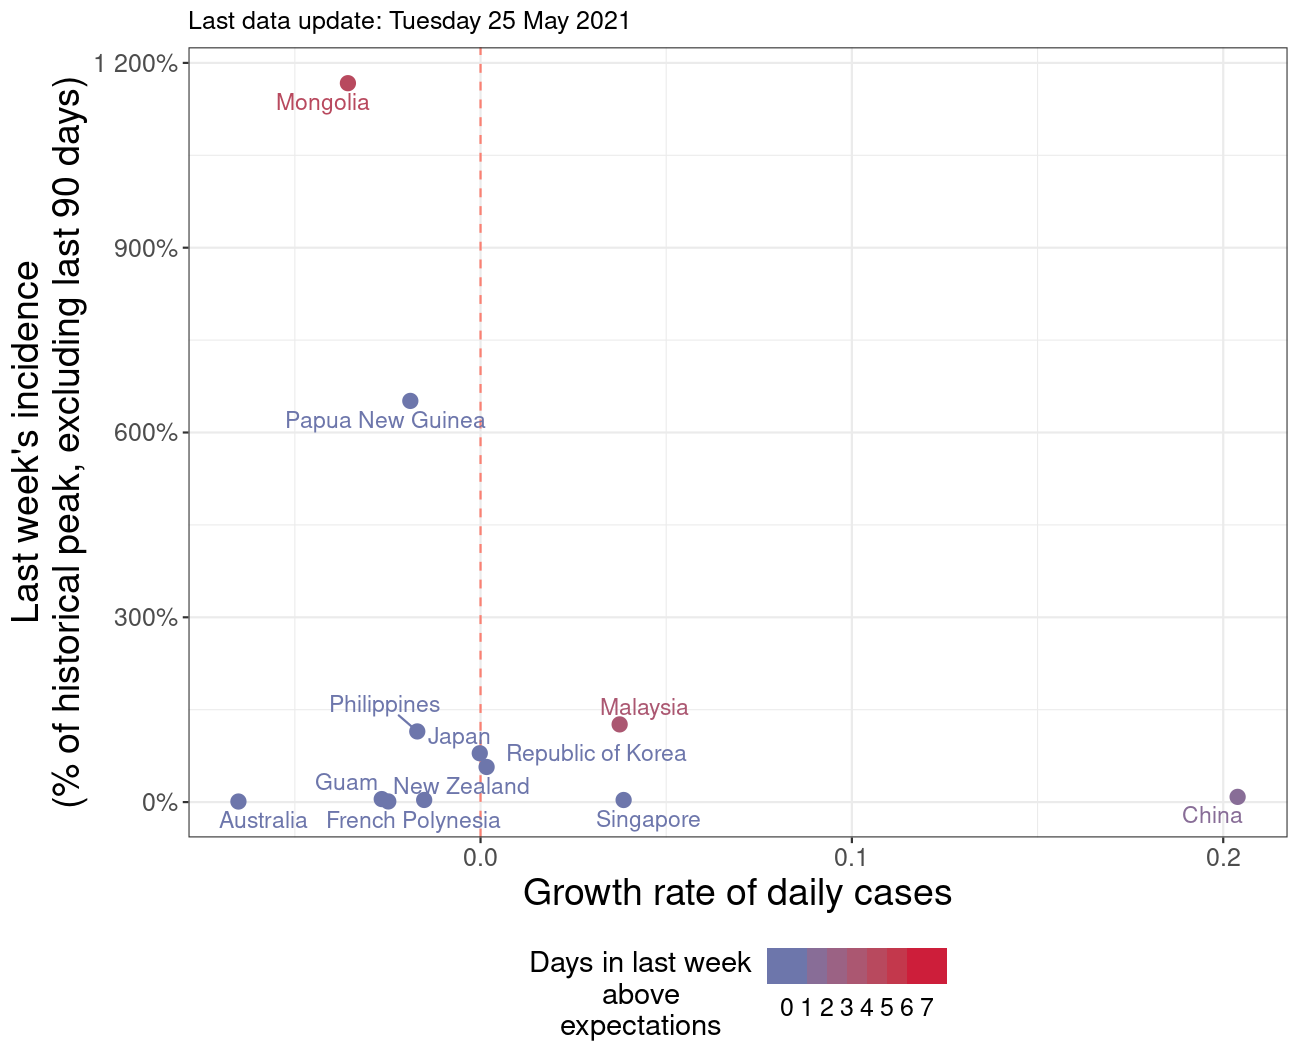 Last data update: Tuesday 25 May 2021
Last week's incidence
(% of historical peak, excluding last 90 days)
1 200%
900%
600%
300%
0%
Mongolia
Papua New Guinea
Philippines
Malaysia
Japan
Republic of Korea
Guam
New Zealand
Australia
French Polynesia
Singapore
China
0.0
0.1
0.2
Growth rate of daily cases
Days in last week
above
expectations
0 1 2 3 4 5 6 7